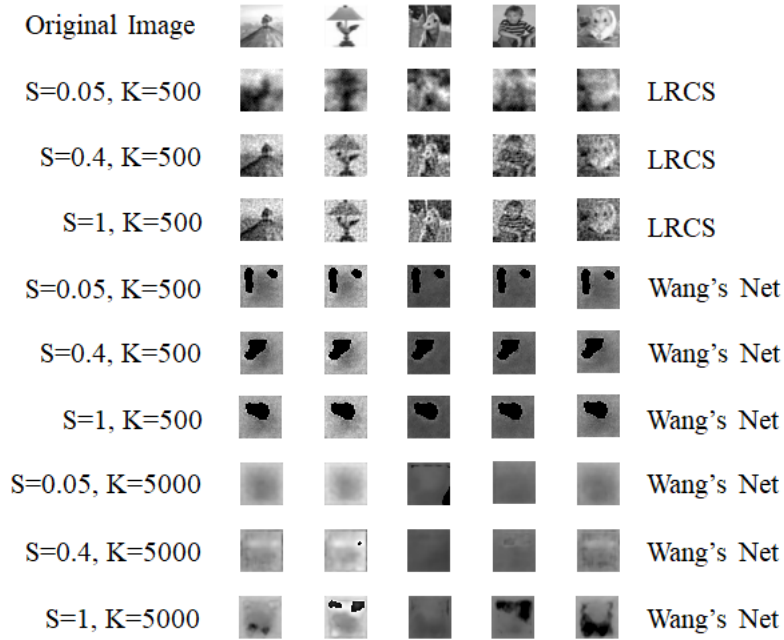 Original Image
S=0.05, K=500 LRCS
S=0.4, K=500 LRCS
S=1, K=500 LRCS
S=0.05, K=500 Wang's Net
S=0.4, K=500 Wang's Net
S=1, K=500 Wang's Net
S=0.05, K=5000 Wang's Net
S=0.4, K=5000 Wang's Net
S=1, K=5000 Wang's Net